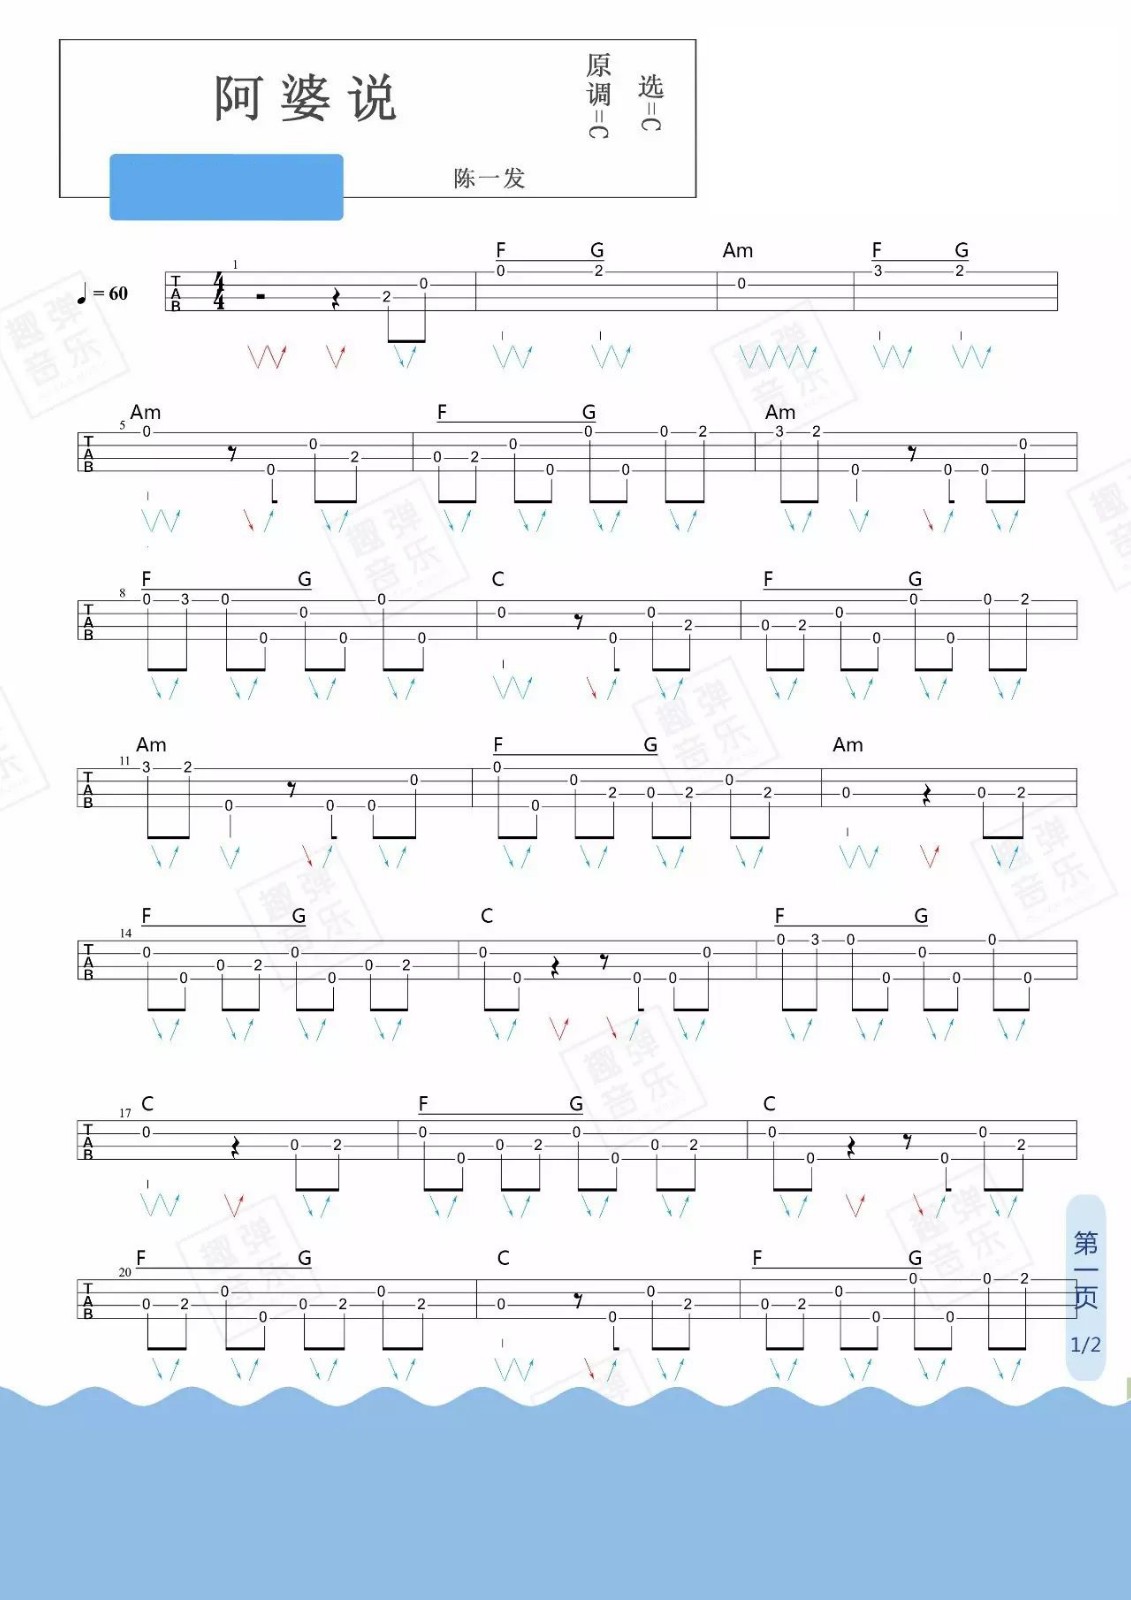 阿婆说
原调=C
选=C
陈一发
= 60
F G Am F G
1
T 4 0 2 0 3 2
A 4 2 0
B
Am F G Am
5
T 0 0 0 0 2 3 2 0
A 0 2 0 2
B 0 0 0 0 0 0
F G C F G
8
T 0 3 0 0 0 0 0 0 0 0 2
A 2 0 2
B 0 0 0 0 0 0
Am F G Am
11
T 3 2 0 0 0 0
A 2 0 2 2 0 0 2
B 0 0 0 0
F G C F G
14
T 0 0 0 0 0 3 0 0 0
A 0 2 0 2
B 0 0 0 0 0 0 0 0
C F G C
17
T 0 0 0 0 0
A 0 2 0 2 0 2 2
B 0 0 0 0
F G C F G
20
T 0 0 0 0 0 0 2
A 0 2 0 2 2 0 2 0 2
B 0 0 0 0
第一页
1/2
趣弹音乐